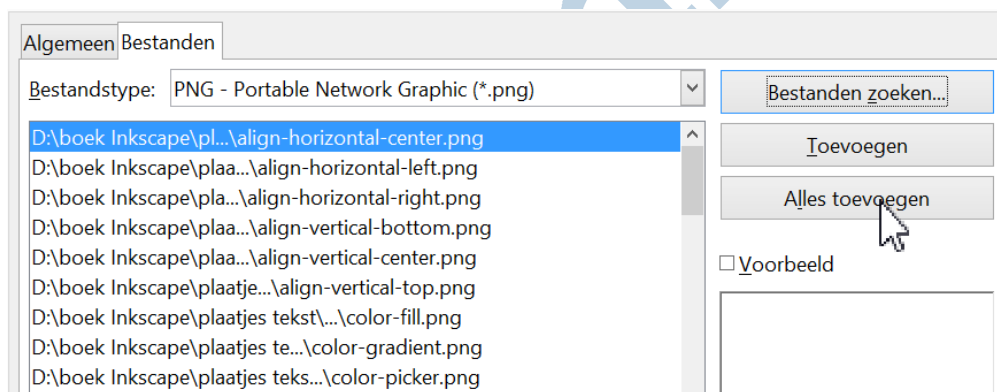 Algemeen Bestanden
Bestandstype: PNG - Portable Network Graphic (*.png)
Bestanden zoeken...
D:\boek Inkscape\pl...\align-horizontal-center.png
D:\boek Inkscape\plaa...\align-horizontal-left.png
D:\boek Inkscape\pla...\align-horizontal-right.png
D:\boek Inkscape\plaa...\align-vertical-bottom.png
D:\boek Inkscape\plaa...\align-vertical-center.png
D:\boek Inkscape\plaatje...\align-vertical-top.png
D:\boek Inkscape\plaatjes tekst\...\color-fill.png
D:\boek Inkscape\plaatjes te...\color-gradient.png
D:\boek Inkscape\plaatjes teks...\color-picker.png
Toevoegen
Alles toevoegen
Voorbeeld